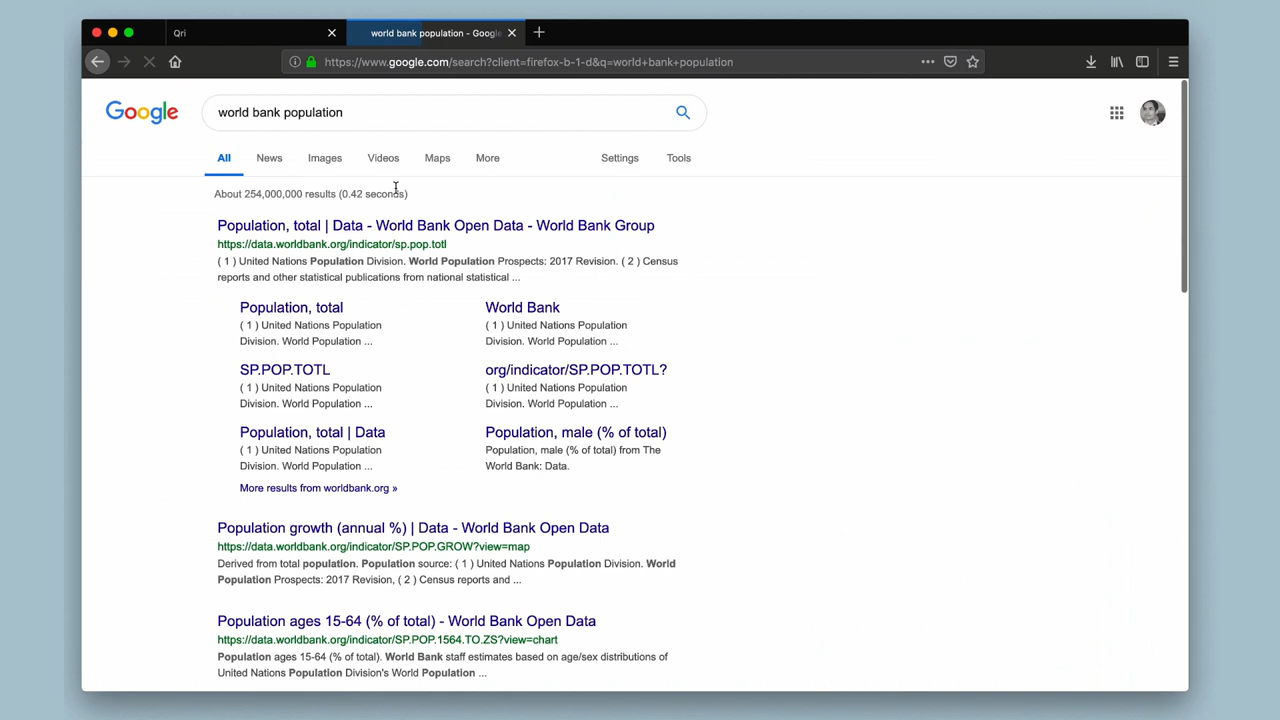 Qri
world bank population - Google
https://www.google.com/search?client=firefox-b-1-d&q=world+bank+population
Google
world bank population
All News Images Videos Maps More Settings Tools
About 254,000,000 results (0.42 seconds)
Population, total | Data - World Bank Open Data - World Bank Group
https://data.worldbank.org/indicator/sp.pop.totl
( 1 ) United Nations Population Division. World Population Prospects: 2017 Revision. ( 2 ) Census
reports and other statistical publications from national statistical ...
Population, total
( 1 ) United Nations Population
Division. World Population ...
World Bank
( 1 ) United Nations Population
Division. World Population ...
SP.POP.TOTL
( 1 ) United Nations Population
Division. World Population ...
org/indicator/SP.POP.TOTL?
( 1 ) United Nations Population
Division. World Population ...
Population, total | Data
( 1 ) United Nations Population
Division. World Population ...
Population, male (% of total)
Population, male (% of total) from The
World Bank: Data.
More results from worldbank.org »
Population growth (annual %) | Data - World Bank Open Data
https://data.worldbank.org/indicator/SP.POP.GROW?view=map
Derived from total population. Population source: ( 1 ) United Nations Population Division. World
Population Prospects: 2017 Revision, ( 2 ) Census reports and ...
Population ages 15-64 (% of total) - World Bank Open Data
https://data.worldbank.org/indicator/SP.POP.1564.TO.ZS?view=chart
Population ages 15-64 (% of total). World Bank staff estimates based on age/sex distributions of
United Nations Population Division's World Population ...